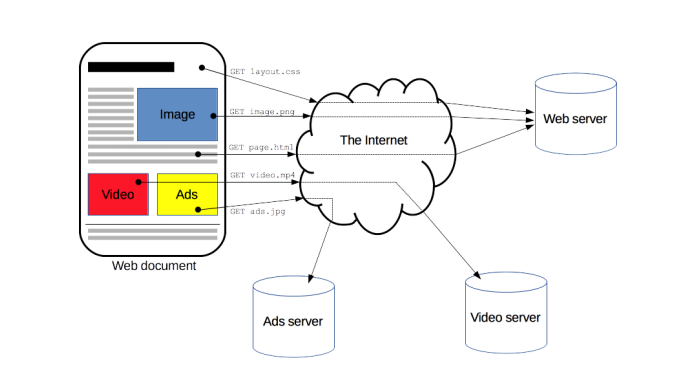 GET layout.css
Image
GET image.png
The Internet
Web server
GET page.html
GET video.mp4
Video
Ads
GET ads.jpg
Web document
Ads server
Video server